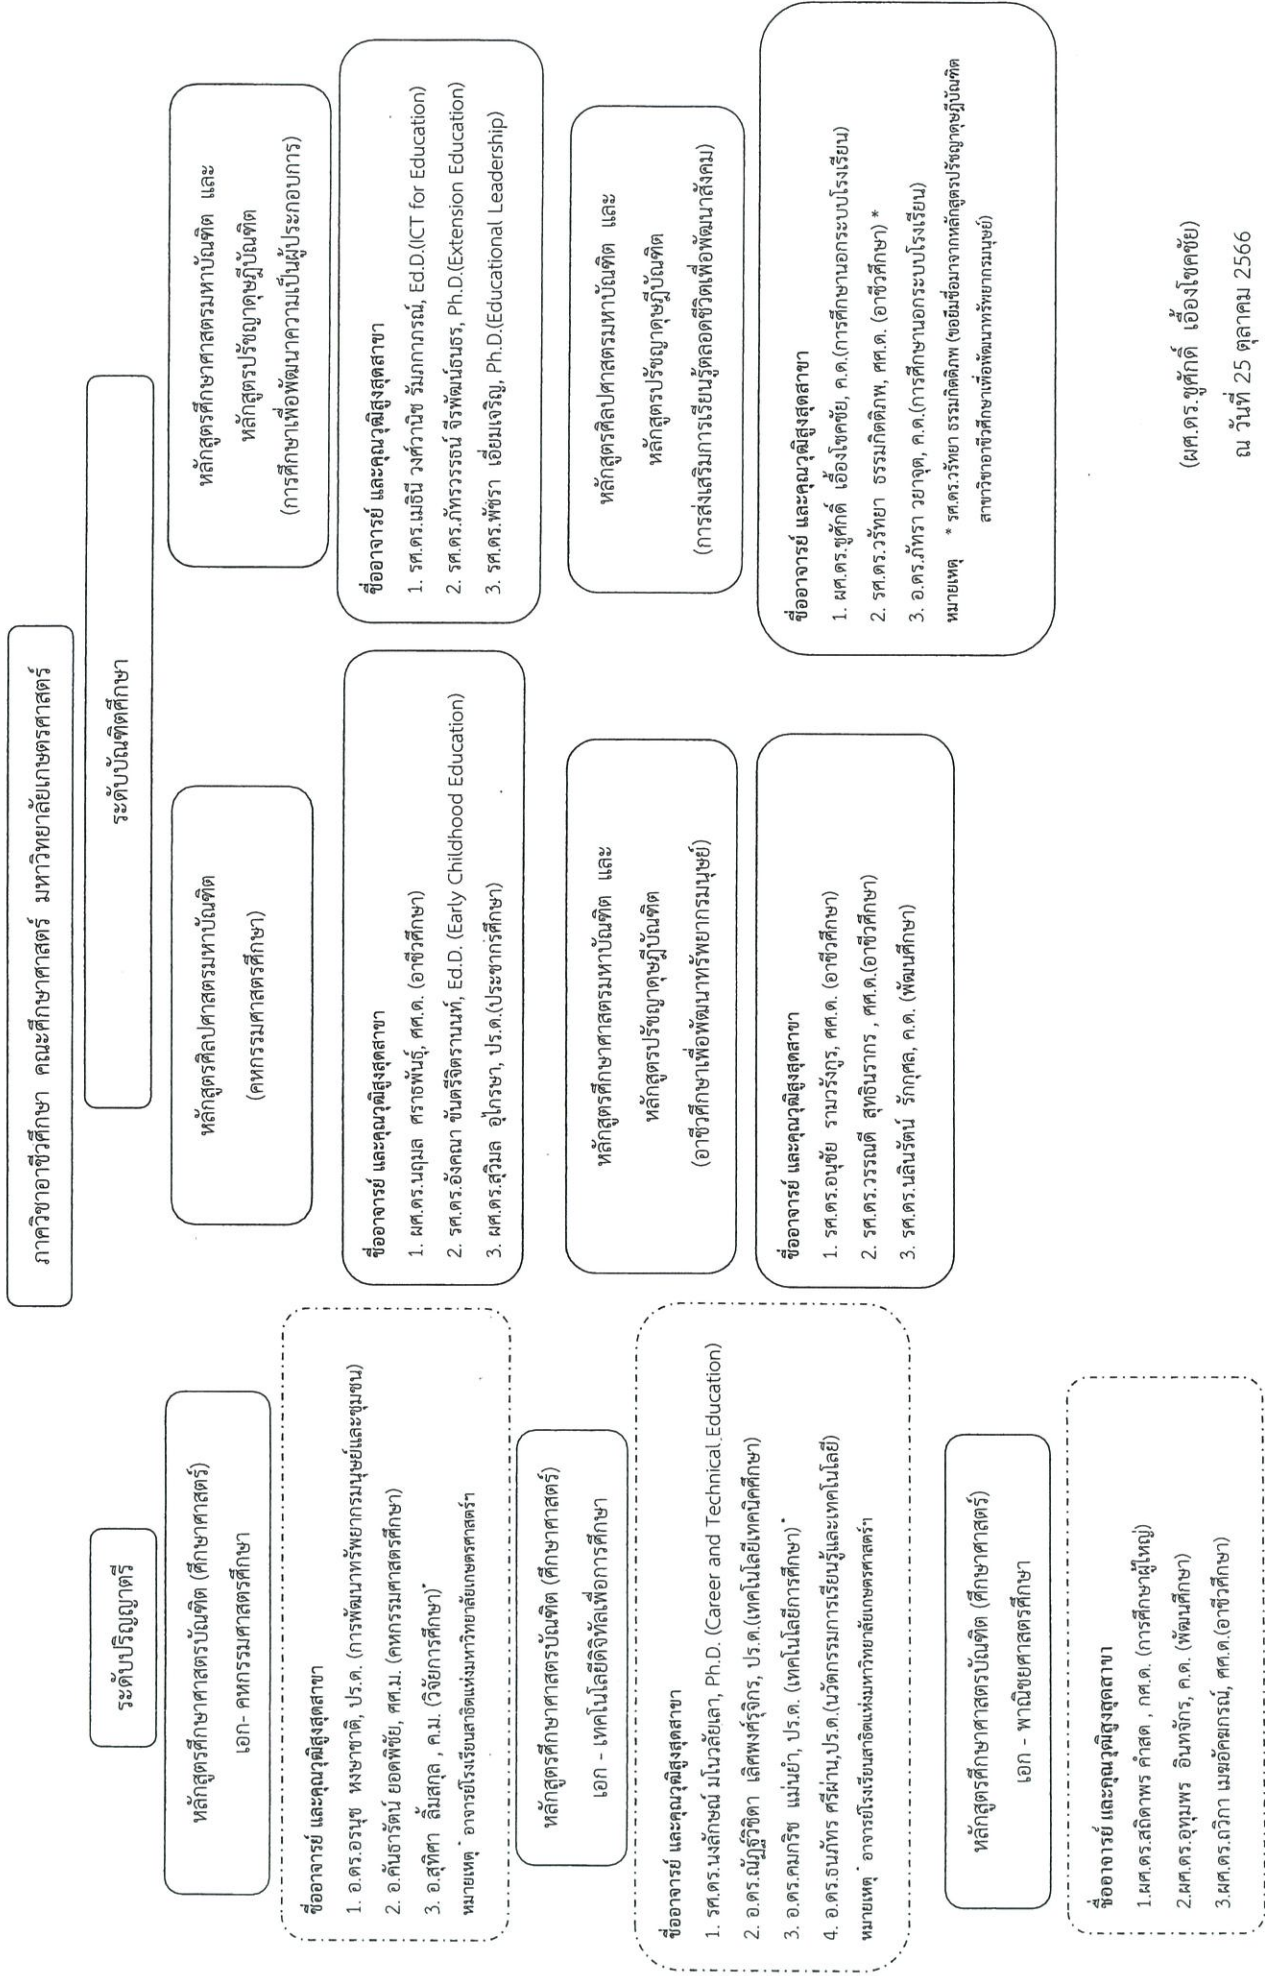 ภาควิชาอาชีวศึกษา คณะศึกษาศาสตร์ มหาวิทยาลัยเกษตรศาสตร์
ระดับปริญญาตรี
หลักสูตรศึกษาศาสตรบัณฑิต (ศึกษาศาสตร์)
เอก- คหกรรมศาสตรศึกษา
ชื่ออาจารย์ และคุณวุฒิสูงสุดสาขา
1. อ.ดร.อรนุช หงษาชาติ, ปร.ด. (การพัฒนาทรัพยากรมนุษย์และชุมชน)
2. อ.คันธารัตน์ ยอดพิชัย, ศศ.ม. (คหกรรมศาสตรศึกษา)
3. อ.สุทิศา ลิ้มสกุล , ค.ม. (วิจัยการศึกษา)*
หมายเหตุ * อาจารย์โรงเรียนสาธิตแห่งมหาวิทยาลัยเกษตรศาสตร์ฯ
หลักสูตรศึกษาศาสตรบัณฑิต (ศึกษาศาสตร์)
เอก - เทคโนโลยีดิจิทัลเพื่อการศึกษา
ชื่ออาจารย์ และคุณวุฒิสูงสุดสาขา
1. รศ.ดร.นงลักษณ์ มโนวลัยเลา, Ph.D. (Career and Technical Education)
2. อ.ดร.ณัฏฐ์วิชิดา เลิศพงศ์รุจิกร, ปร.ด.(เทคโนโลยีเทคนิคศึกษา)
3. อ.ดร.คมกริช แม่นยำ, ปร.ด. (เทคโนโลยีการศึกษา)*
4. อ.ดร.ธนภัทร ศรีผ่าน,ปร.ด.(นวัตกรรมการเรียนรู้และเทคโนโลยี)
หมายเหตุ * อาจารย์โรงเรียนสาธิตแห่งมหาวิทยาลัยเกษตรศาสตร์ฯ
หลักสูตรศึกษาศาสตรบัณฑิต (ศึกษาศาสตร์)
เอก - พาณิชยศาสตรศึกษา
ชื่ออาจารย์ และคุณวุฒิสูงสุดสาขา
1.ผศ.ดร.สถิดาพร คำสด , กศ.ด. (การศึกษาผู้ใหญ่)
2.ผศ.ดร.อุทุมพร อินทจักร, ค.ด. (พัฒนศึกษา)
3.ผศ.ดร.ถวิกา เมฆอัคฆกรณ์, ศศ.ด.(อาชีวศึกษา)
ระดับบัณฑิตศึกษา
หลักสูตรศิลปศาสตรมหาบัณฑิต
(คหกรรมศาสตรศึกษา)
ชื่ออาจารย์ และคุณวุฒิสูงสุดสาขา
1. ผศ.ดร.นฤมล ศราธพันธุ์, ศศ.ด. (อาชีวศึกษา)
2. รศ.ดร.อังคณา ขันตรีจิตรานนท์, Ed.D. (Early Childhood Education)
3. ผศ.ดร.สุวิมล อุไกรษา, ปร.ด.(ประชากรศึกษา)
หลักสูตรศึกษาศาสตรมหาบัณฑิต และ
หลักสูตรปรัชญาดุษฎีบัณฑิต
(อาชีวศึกษาเพื่อพัฒนาทรัพยากรมนุษย์)
ชื่ออาจารย์ และคุณวุฒิสูงสุดสาขา
1. รศ.ดร.อนุชัย รามวรังกูร, ศศ.ด. (อาชีวศึกษา)
2. รศ.ดร.วรรณดี สุทธินรากร , ศศ.ด.(อาชีวศึกษา)
3. รศ.ดร.นลินรัตน์ รักกุศล, ค.ด. (พัฒนศึกษา)
หลักสูตรศึกษาศาสตรมหาบัณฑิต และ
หลักสูตรปรัชญาดุษฎีบัณฑิต
(การศึกษาเพื่อพัฒนาความเป็นผู้ประกอบการ)
ชื่ออาจารย์ และคุณวุฒิสูงสุดสาขา
1. รศ.ดร.เมธินี วงศ์วานิช รัมภกาภรณ์, Ed.D.(ICT for Education)
2. รศ.ดร.ภัทรวรรธน์ จีรพัฒน์ธนธร, Ph.D.(Extension Education)
3. รศ.ดร.พัชรา เอี่ยมเจริญ, Ph.D.(Educational Leadership)
หลักสูตรศิลปศาสตรมหาบัณฑิต และ
หลักสูตรปรัชญาดุษฎีบัณฑิต
(การส่งเสริมการเรียนรู้ตลอดชีวิตเพื่อพัฒนาสังคม)
ชื่ออาจารย์ และคุณวุฒิสูงสุดสาขา
1. ผศ.ดร.ชูศักดิ์ เอื้องโชคชัย, ค.ด.(การศึกษานอกระบบโรงเรียน)
2. รศ.ดร.วรัทยา ธรรมกิตติภพ, ศศ.ด. (อาชีวศึกษา) *
3. อ.ดร.ภัทรา วยาจุต, ค.ด.(การศึกษานอกระบบโรงเรียน)
หมายเหตุ * รศ.ดร.วรัทยา ธรรมกิตติภพ (ขอยืมชื่อมาจากหลักสูตรปรัชญาดุษฎีบัณฑิต
สาขาวิชาอาชีวศึกษาเพื่อพัฒนาทรัพยากรมนุษย์)
(ผศ.ดร.ชูศักดิ์ เอื้องโชคชัย)
ณ วันที่ 25 ตุลาคม 2566